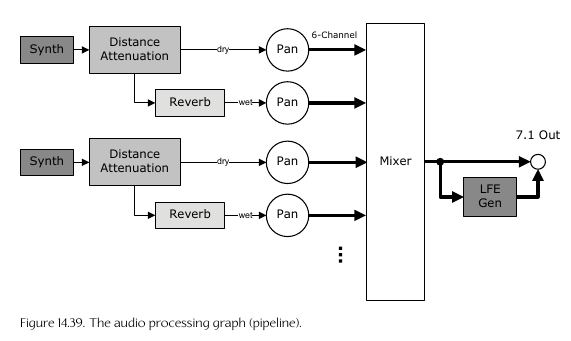 Synth
Distance
Attenuation
dry
Pan
6-Channel
Reverb
wet
Pan
Synth
Distance
Attenuation
dry
Pan
Reverb
wet
Pan
Mixer
7.1 Out
LFE
Gen
Figure 14.39. The audio processing graph (pipeline).